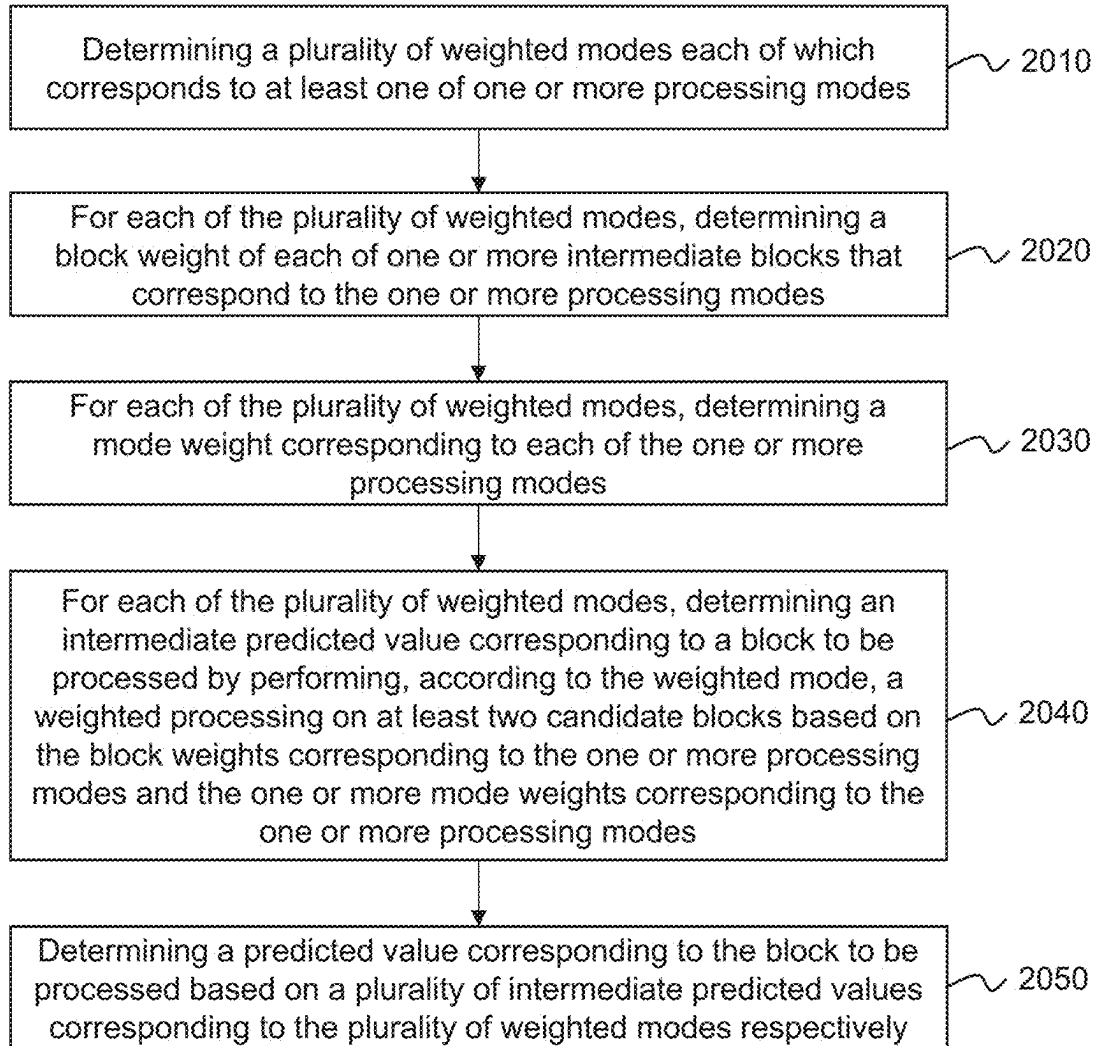 Determining a plurality of weighted modes each of which
corresponds to at least one of one or more processing modes
2010
For each of the plurality of weighted modes, determining a
block weight of each of one or more intermediate blocks that
correspond to the one or more processing modes
2020
For each of the plurality of weighted modes, determining a
mode weight corresponding to each of the one or more
processing modes
2030
For each of the plurality of weighted modes, determining an
intermediate predicted value corresponding to a block to be
processed by performing, according to the weighted mode, a
weighted processing on at least two candidate blocks based on
the block weights corresponding to the one or more processing
modes and the one or more mode weights corresponding to the
one or more processing modes
2040
Determining a predicted value corresponding to the block to be
processed based on a plurality of intermediate predicted values
corresponding to the plurality of weighted modes respectively
2050